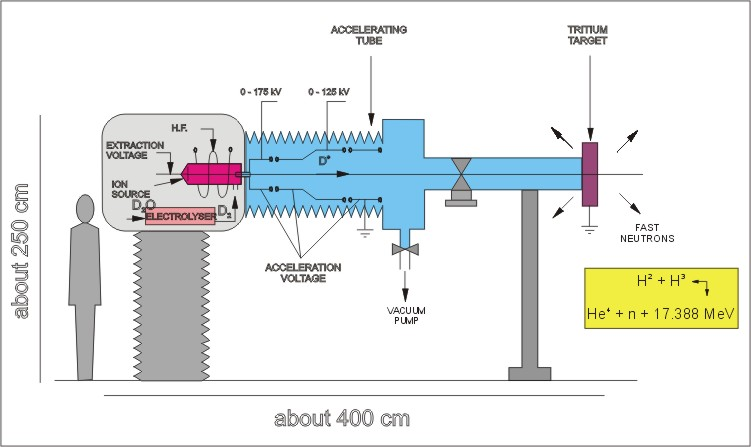 ACCELERATING
TUBE
TRITIUM
TARGET
0 - 175 kV
0 - 125 kV
H.F.
EXTRACTION
VOLTAGE
D⁺
ION
SOURCE
D₂O
ELECTROLYSER
D₂
about 250 cm
ACCELERATION
VOLTAGE
FAST
NEUTRONS
VACUUM
PUMP
H² + H³
He⁴ + n + 17.388 MeV
about 400 cm